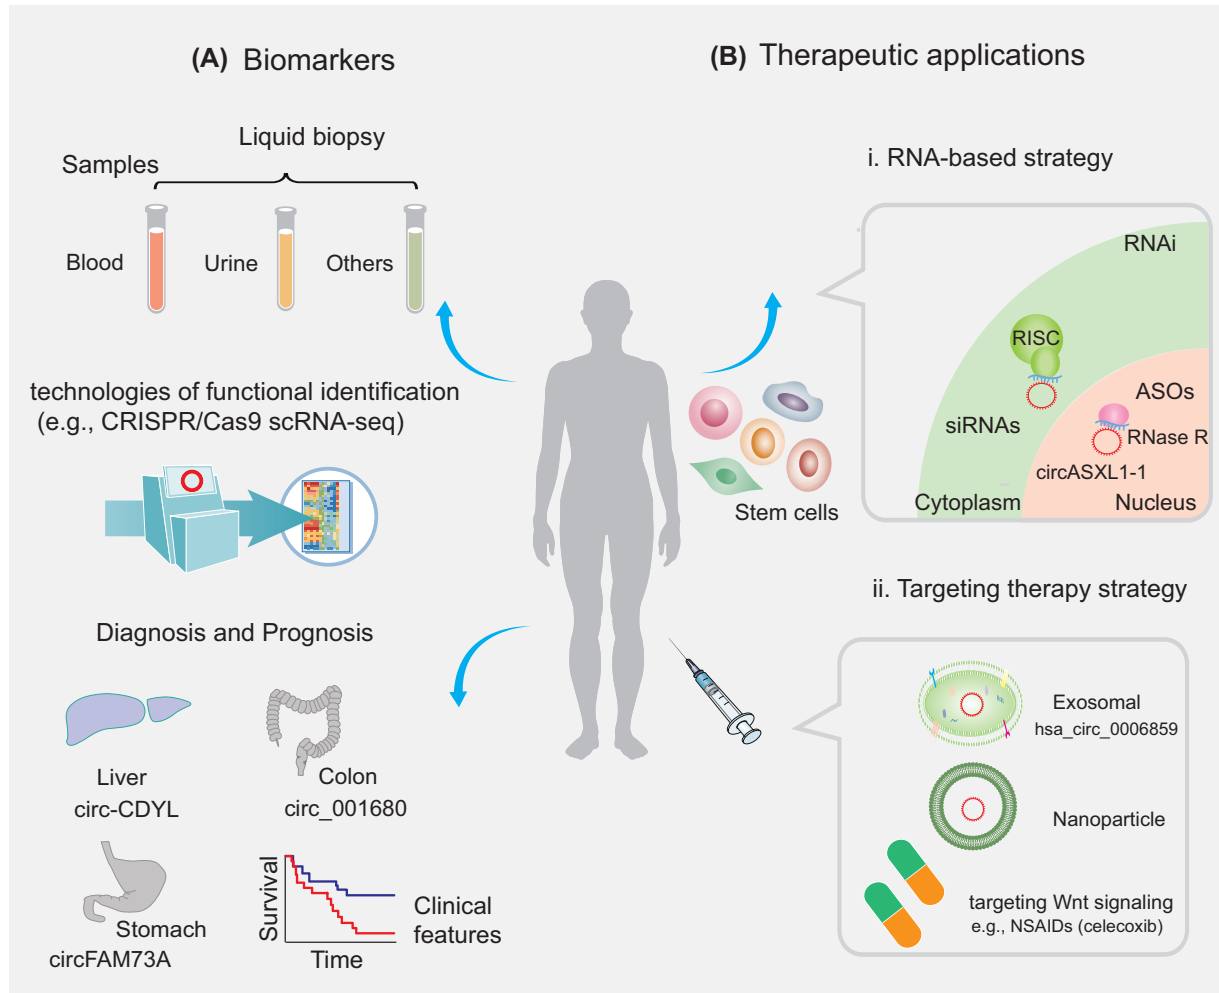 (A) Biomarkers
Liquid biopsy
Samples
Blood
Urine
Others
technologies of functional identification
(e.g., CRISPR/Cas9 scRNA-seq)
Diagnosis and Prognosis
Liver
circ-CDYL
Colon
circ_001680
Stomach
circFAM73A
Survival
Time
Clinical
features
(B) Therapeutic applications
i. RNA-based strategy
RNAi
RISC
siRNAs
ASOs
RNase R
circASXL1-1
Cytoplasm
Nucleus
Stem cells
ii. Targeting therapy strategy
Exosomal
hsa_circ_0006859
Nanoparticle
targeting Wnt signaling
e.g., NSAIDs (celecoxib)